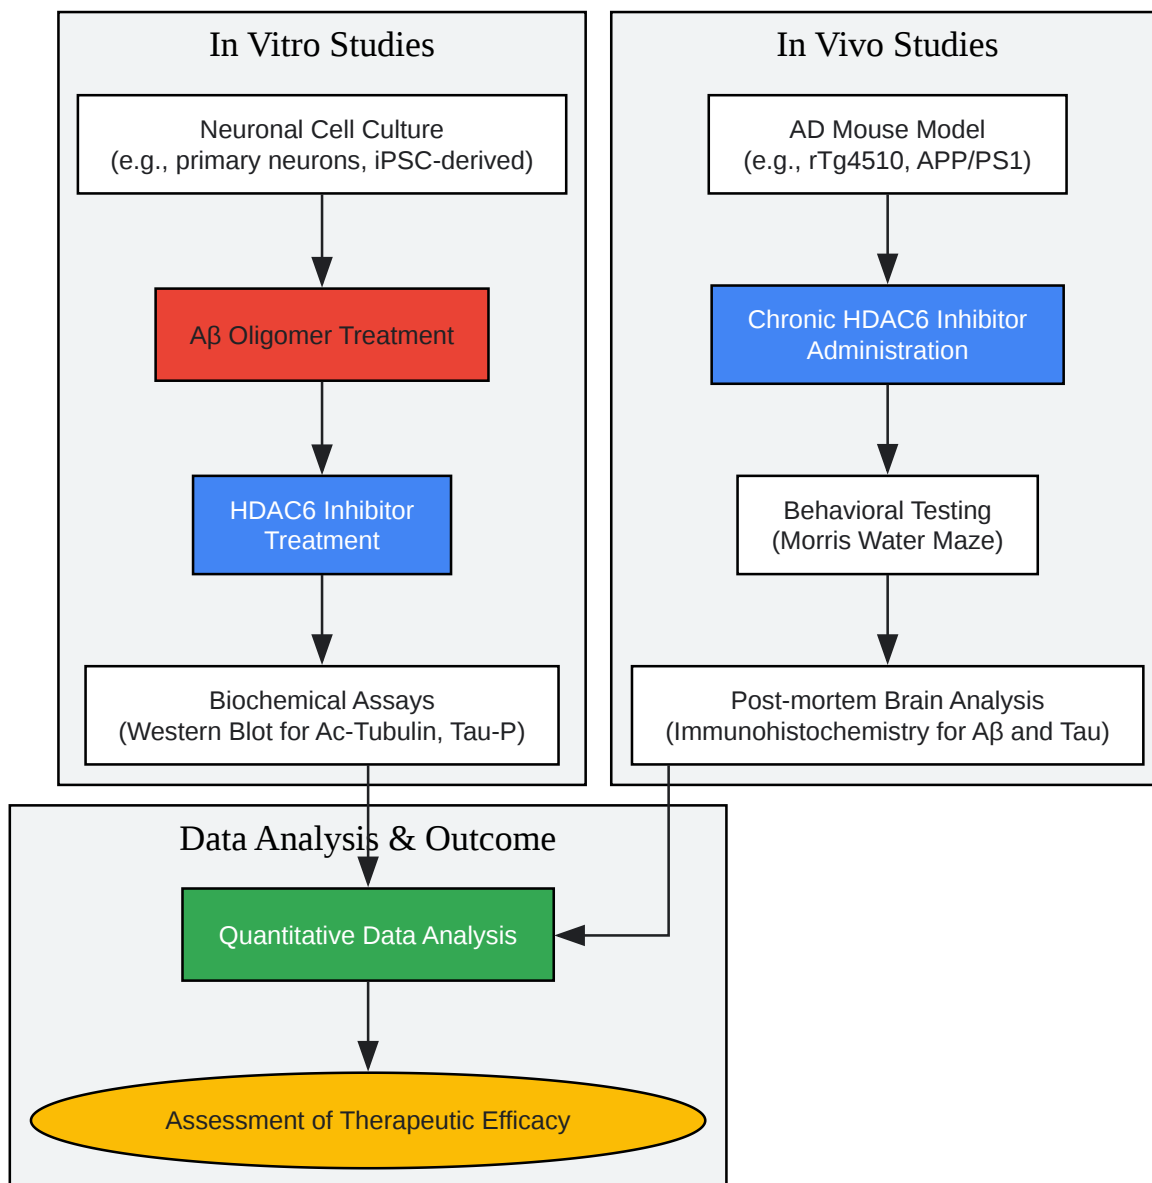 In Vitro Studies
Neuronal Cell Culture
(e.g., primary neurons, iPSC-derived)
Aβ Oligomer Treatment
HDAC6 Inhibitor
Treatment
Biochemical Assays
(Western Blot for Ac-Tubulin, Tau-P)
In Vivo Studies
AD Mouse Model
(e.g., rTg4510, APP/PS1)
Chronic HDAC6 Inhibitor
Administration
Behavioral Testing
(Morris Water Maze)
Post-mortem Brain Analysis
(Immunohistochemistry for Aβ and Tau)
Data Analysis & Outcome
Quantitative Data Analysis
Assessment of Therapeutic Efficacy